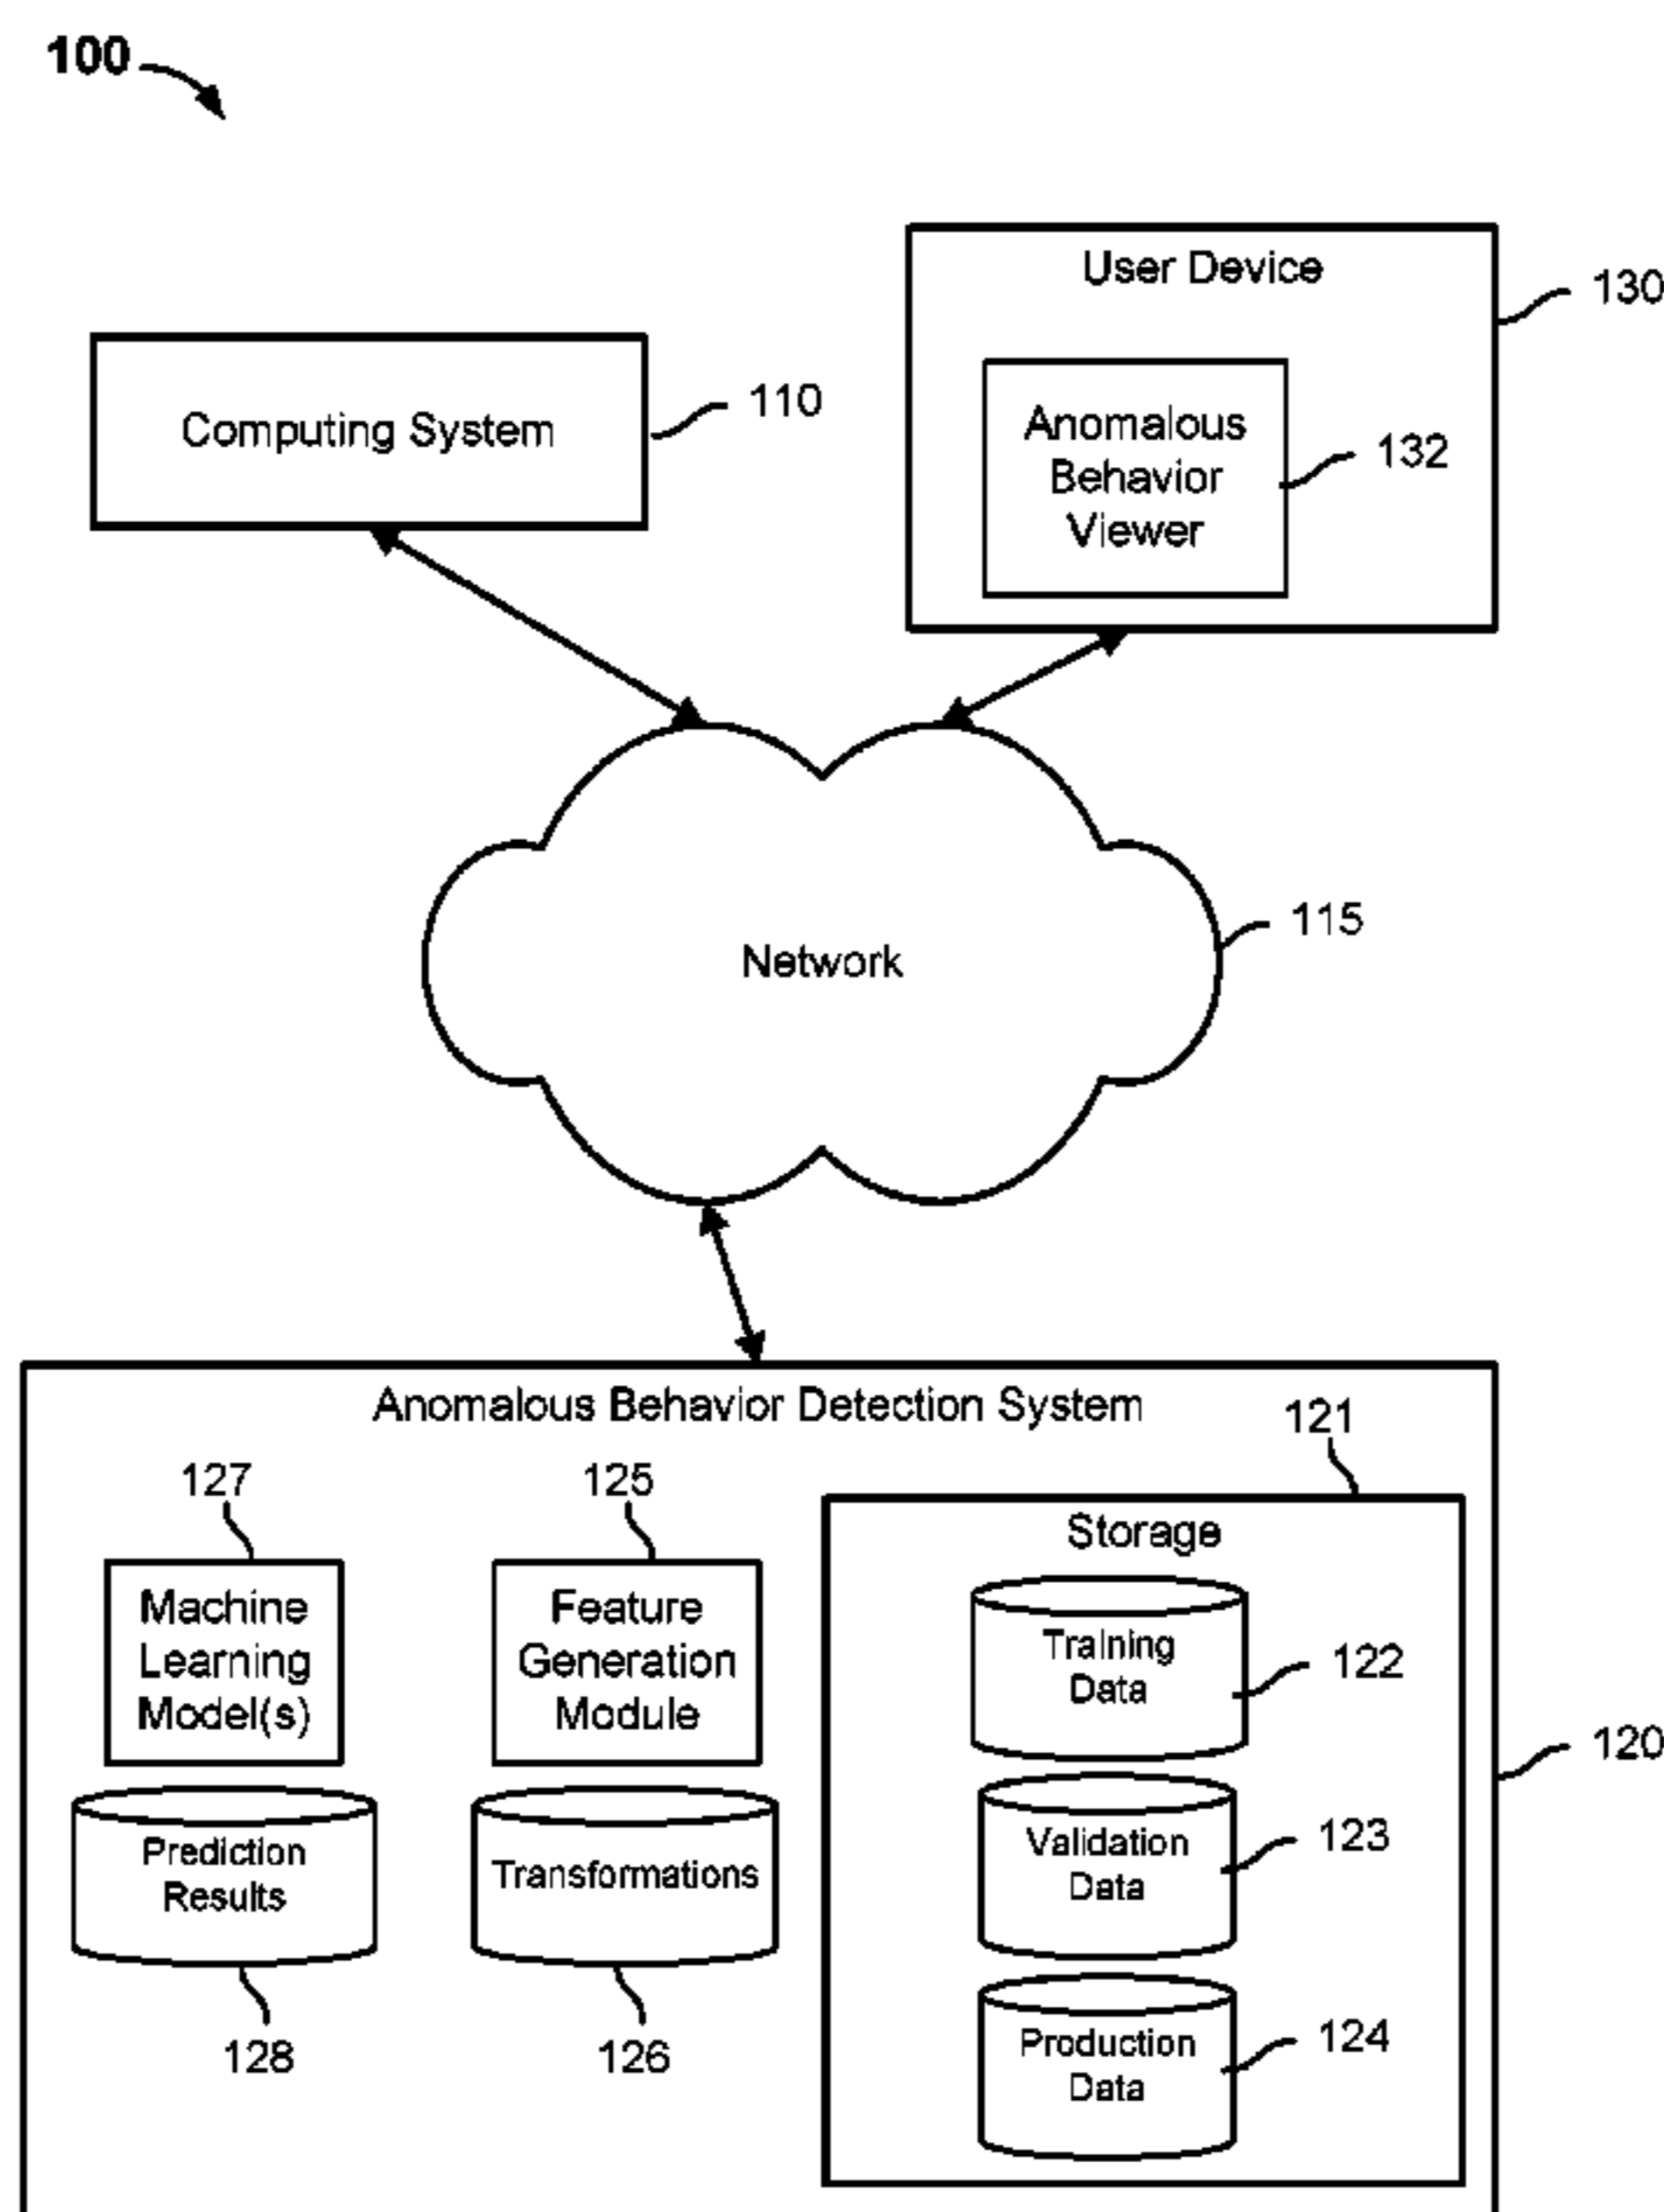 100
User Device
130
Computing System
110
Anomalous
Behavior
Viewer
132
Network
115
Anomalous Behavior Detection System
121
127
125
Storage
Machine
Learning
Model(s)
Feature
Generation
Module
Training
Data
122
120
Prediction
Results
Transformations
Validation
Data
123
128
126
Production
Data
124